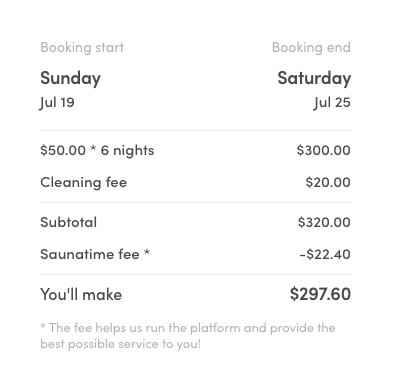 Booking start Booking end
Sunday Saturday
Jul 19 Jul 25
$50.00 * 6 nights $300.00
Cleaning fee $20.00
Subtotal $320.00
Saunatime fee * -$22.40
You'll make $297.60
* The fee helps us run the platform and provide the
best possible service to you!